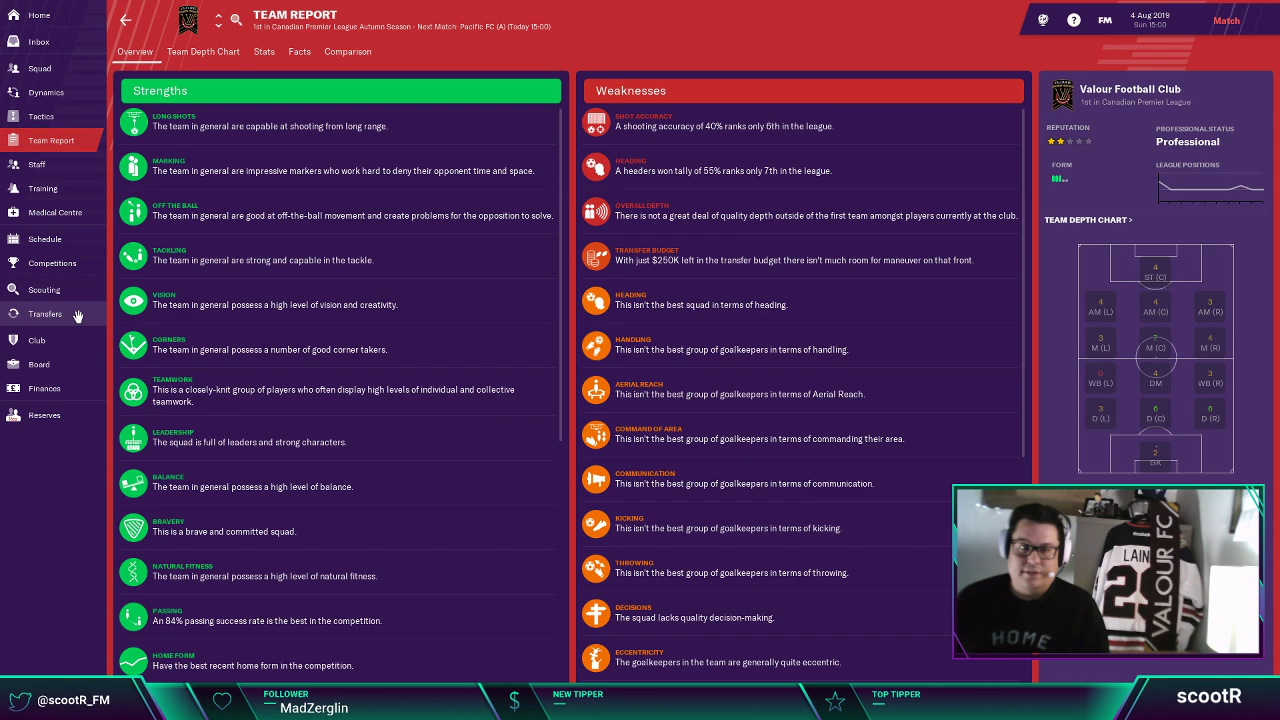 Home
Inbox
Squad
Dynamics
Tactics
Team Report
Staff
Training
Medical Centre
Schedule
Competitions
Scouting
Transfers
Club
Board
Finances
Reserves
TEAM REPORT
1st in Canadian Premier League Autumn Season - Next Match: Pacific FC (A) (Today 15:00)
FM
4 Aug 2019
Sun 15:00
Match
Overview
Team Depth Chart
Stats
Facts
Comparison
Strengths
LONG SHOTS
The team in general are capable at shooting from long range.
MARKING
The team in general are impressive markers who work hard to deny their opponent time and space.
OFF THE BALL
The team in general are good at off-the-ball movement and create problems for the opposition to solve.
TACKLING
The team in general are strong and capable in the tackle.
VISION
The team in general possess a high level of vision and creativity.
CORNERS
The team in general possess a number of good corner takers.
TEAMWORK
This is a closely-knit group of players who often display high levels of individual and collective
teamwork.
LEADERSHIP
The squad is full of leaders and strong characters.
BALANCE
The team in general possess a high level of balance.
BRAVERY
This is a brave and committed squad.
NATURAL FITNESS
The team in general possess a high level of natural fitness.
PASSING
An 84% passing success rate is the best in the competition.
HOME FORM
Have the best recent home form in the competition.
Weaknesses
SHOT ACCURACY
A shooting accuracy of 40% ranks only 6th in the league.
HEADING
A headers won tally of 55% ranks only 7th in the league.
OVERALL DEPTH
There is not a great deal of quality depth outside of the first team amongst players currently at the club.
TRANSFER BUDGET
With just $250K left in the transfer budget there isn't much room for maneuver on that front.
HEADING
This isn't the best squad in terms of heading.
HANDLING
This isn't the best group of goalkeepers in terms of handling.
AERIAL REACH
This isn't the best group of goalkeepers in terms of Aerial Reach.
COMMAND OF AREA
This isn't the best group of goalkeepers in terms of commanding their area.
COMMUNICATION
This isn't the best group of goalkeepers in terms of communication.
KICKING
This isn't the best group of goalkeepers in terms of kicking.
THROWING
This isn't the best group of goalkeepers in terms of throwing.
DECISIONS
The squad lacks quality decision-making.
ECCENTRICITY
The goalkeepers in the team are generally quite eccentric.
Valour Football Club
1st in Canadian Premier League
REPUTATION
PROFESSIONAL STATUS
Professional
FORM
LEAGUE POSITIONS
TEAM DEPTH CHART >
4
ST (C)
4 4 3
AM (L) AM (C) AM (R)
3 7 4
M (L) M (C) M (R)
0 4 3
WB (L) DM WB (R)
3 6 6
D (L) D (C) D (R)
2
GK
LAIN
2
VALOUR FC
HOME
@scootR_FM
FOLLOWER
MadZerglin
NEW TIPPER
TOP TIPPER
scootR